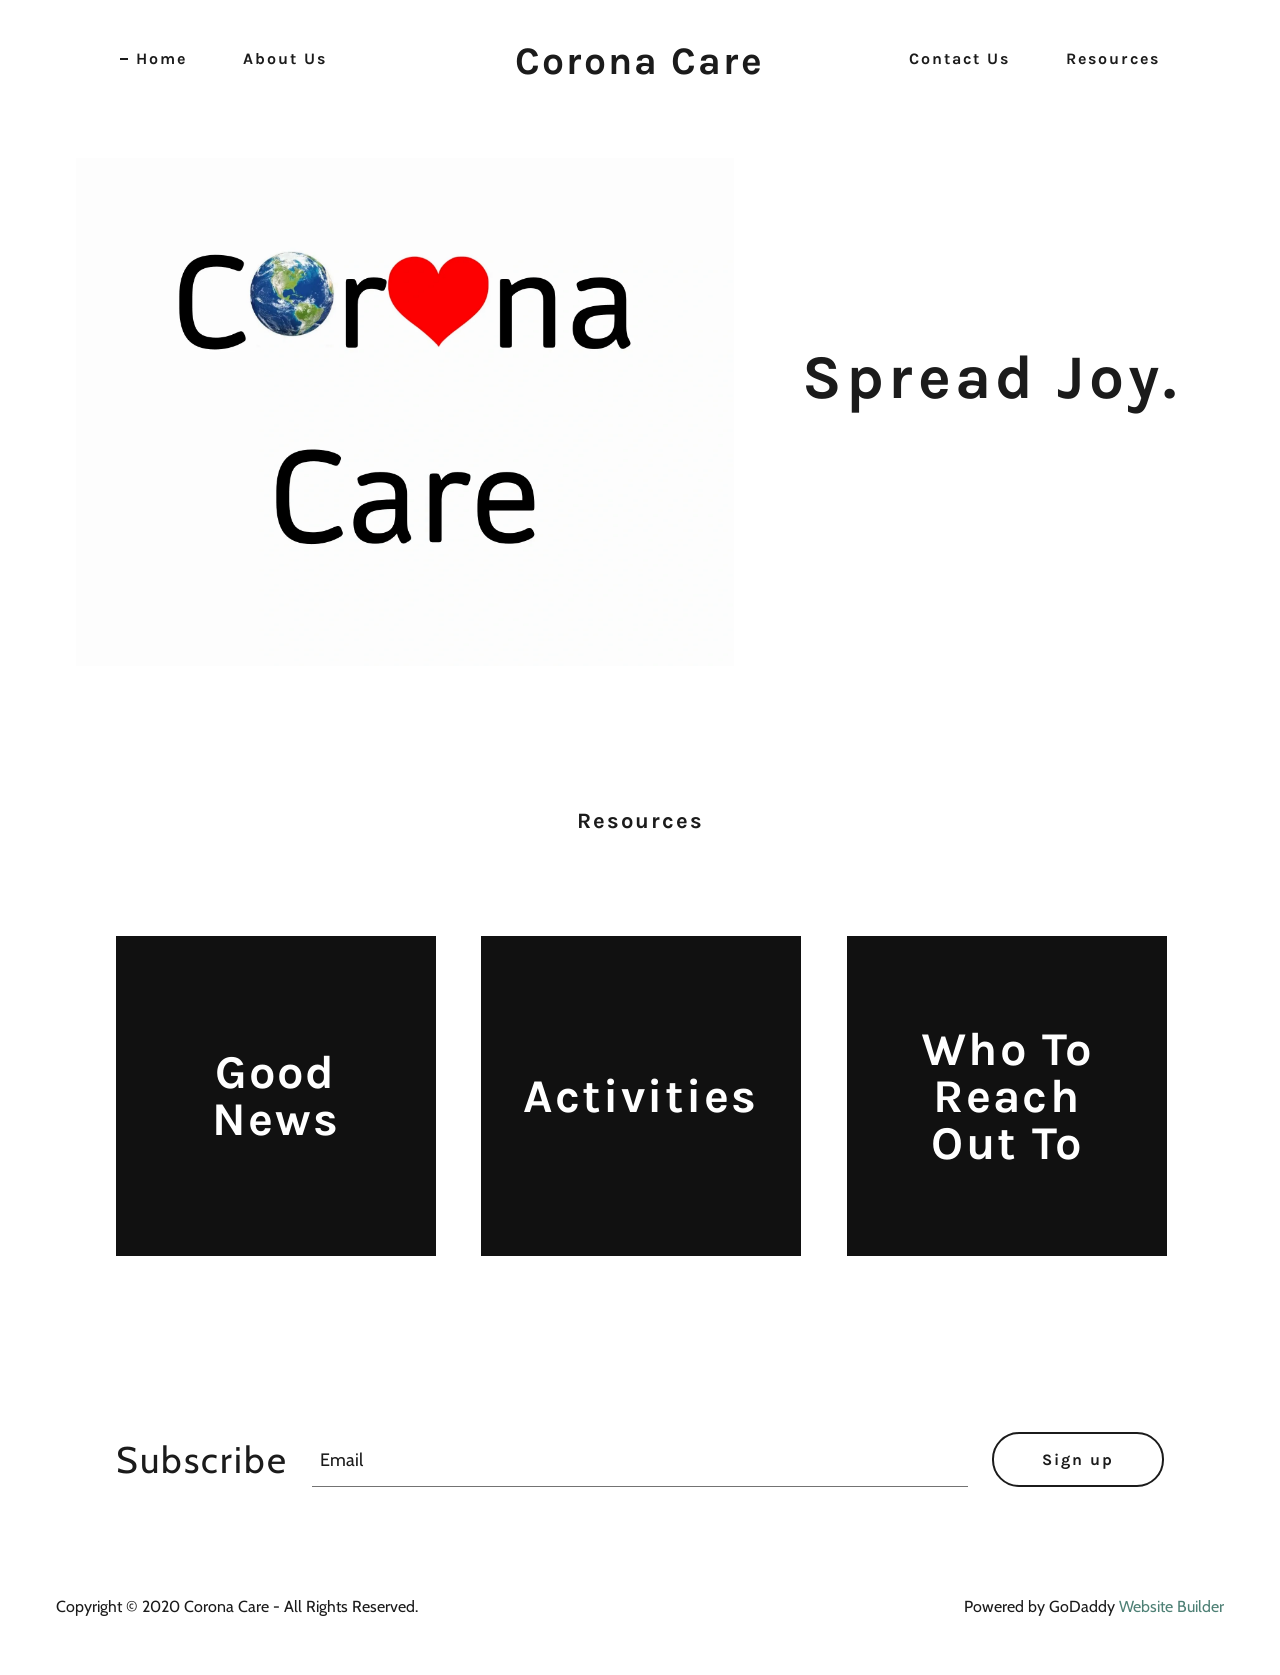 Home About Us Corona Care Contact Us Resources
Corona
Care
Spread Joy.
Resources
Good
News
Activities
Who To
Reach
Out To
Subscribe Email Sign up
Copyright © 2020 Corona Care - All Rights Reserved. Powered by GoDaddy Website Builder